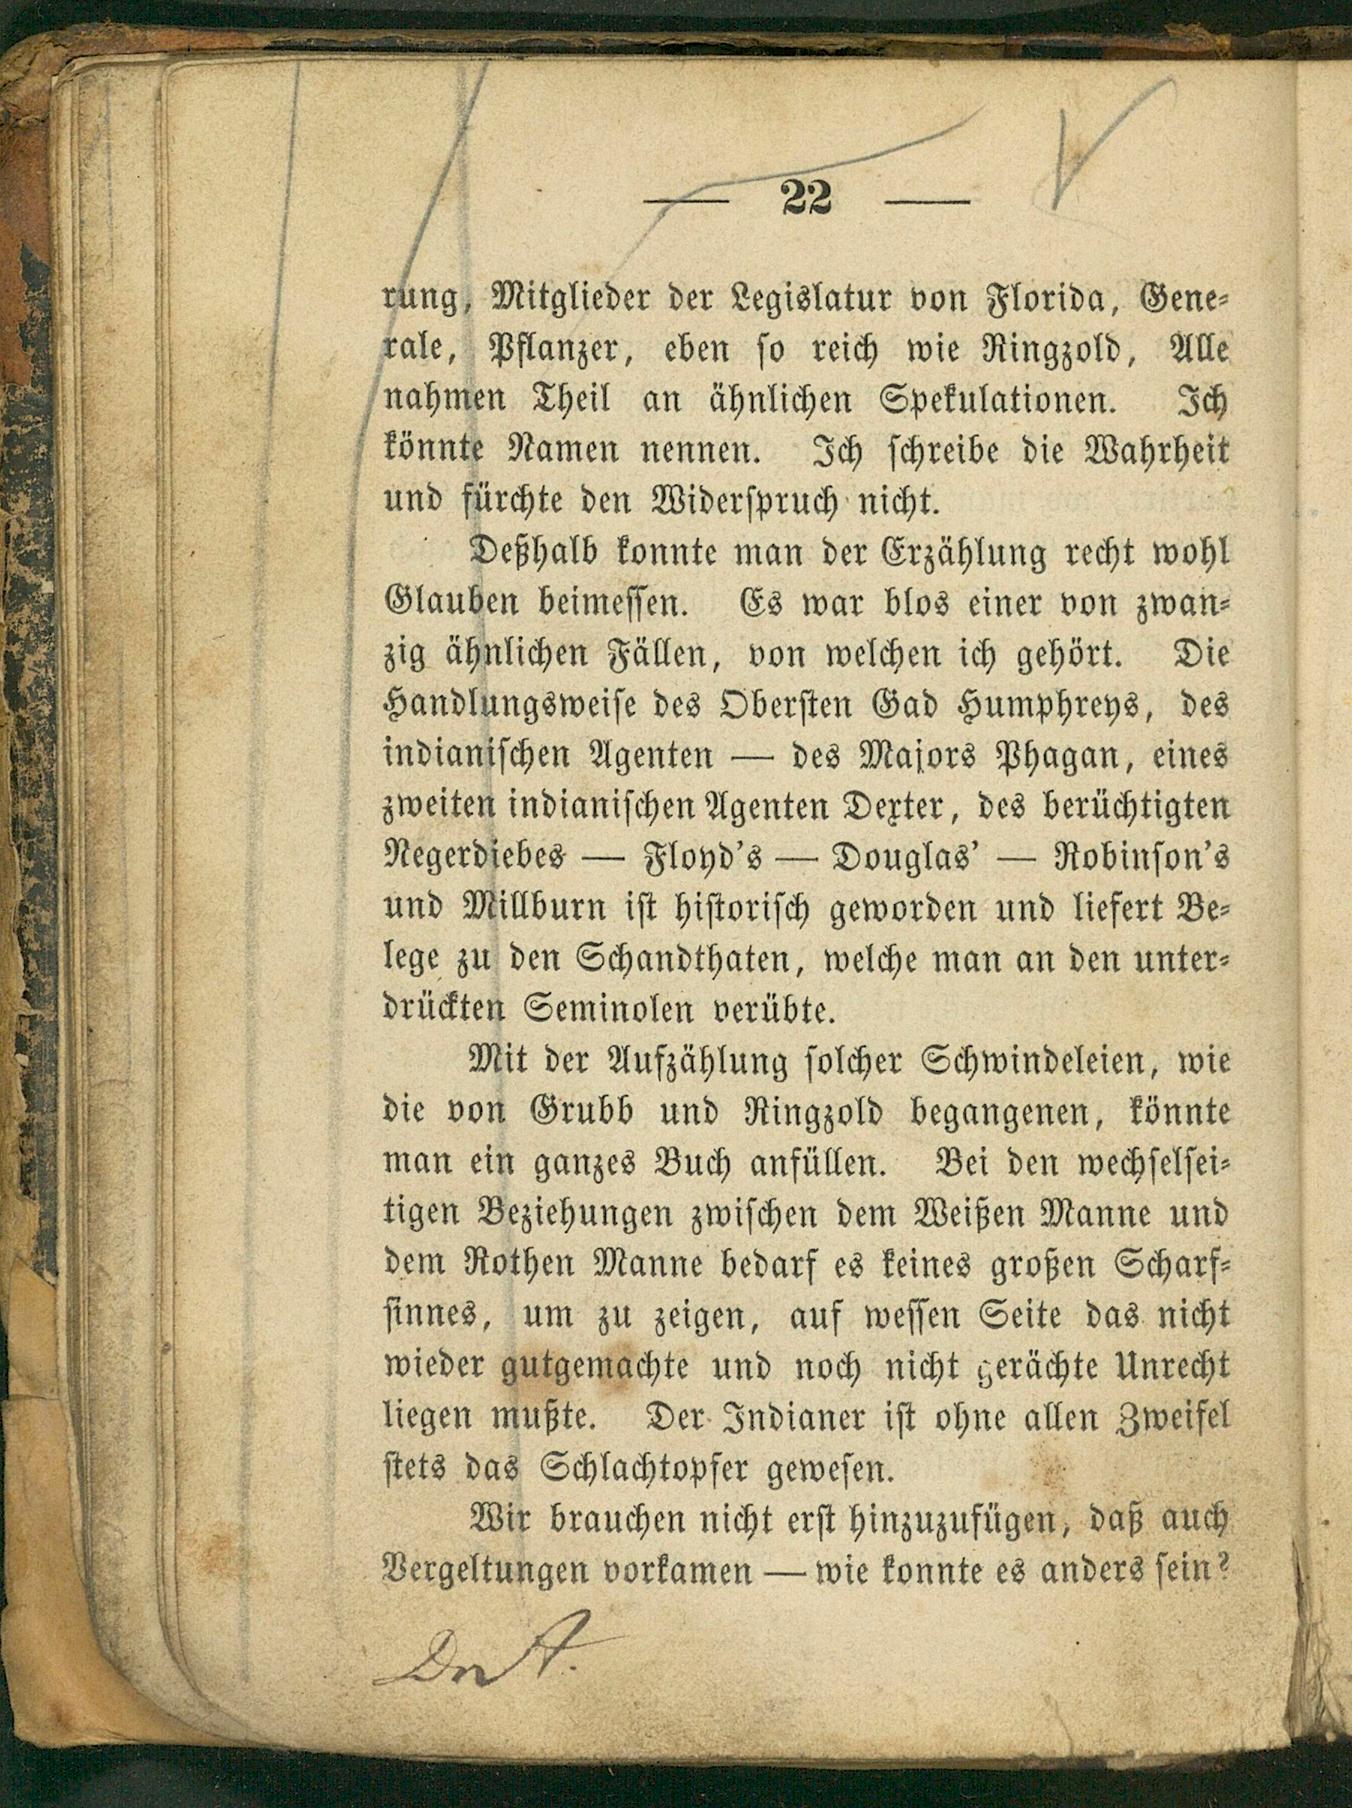 — 22 —
rung, Mitglieder der Legislatur von Florida, Gene-
rale, Pflanzer, eben so reich wie Ringzold, Alle
nahmen Theil an ähnlichen Spekulationen. Ich
könnte Namen nennen. Ich schreibe die Wahrheit
und fürchte den Widerspruch nicht.
Deßhalb konnte man der Erzählung recht wohl
Glauben beimessen. Es war blos einer von zwan-
zig ähnlichen Fällen, von welchen ich gehört. Die
Handlungsweise des Obersten Gad Humphreys, des
indianischen Agenten — des Majors Phagan, eines
zweiten indianischen Agenten Dexter, des berüchtigten
Negerdiebes — Floyd's — Douglas' — Robinson's
und Millburn ist historisch geworden und liefert Be-
lege zu den Schandthaten, welche man an den unter-
drückten Seminolen verübte.
Mit der Aufzählung solcher Schwindeleien, wie
die von Grubb und Ringzold begangenen, könnte
man ein ganzes Buch anfüllen. Bei den wechselsei-
tigen Beziehungen zwischen dem Weißen Manne und
dem Rothen Manne bedarf es keines großen Scharf-
sinnes, um zu zeigen, auf wessen Seite das nicht
wieder gutgemachte und noch nicht gerächte Unrecht
liegen mußte. Der Indianer ist ohne allen Zweifel
stets das Schlachtopfer gewesen.
Wir brauchen nicht erst hinzuzufügen, daß auch
Vergeltungen vorkamen — wie konnte es anders sein?